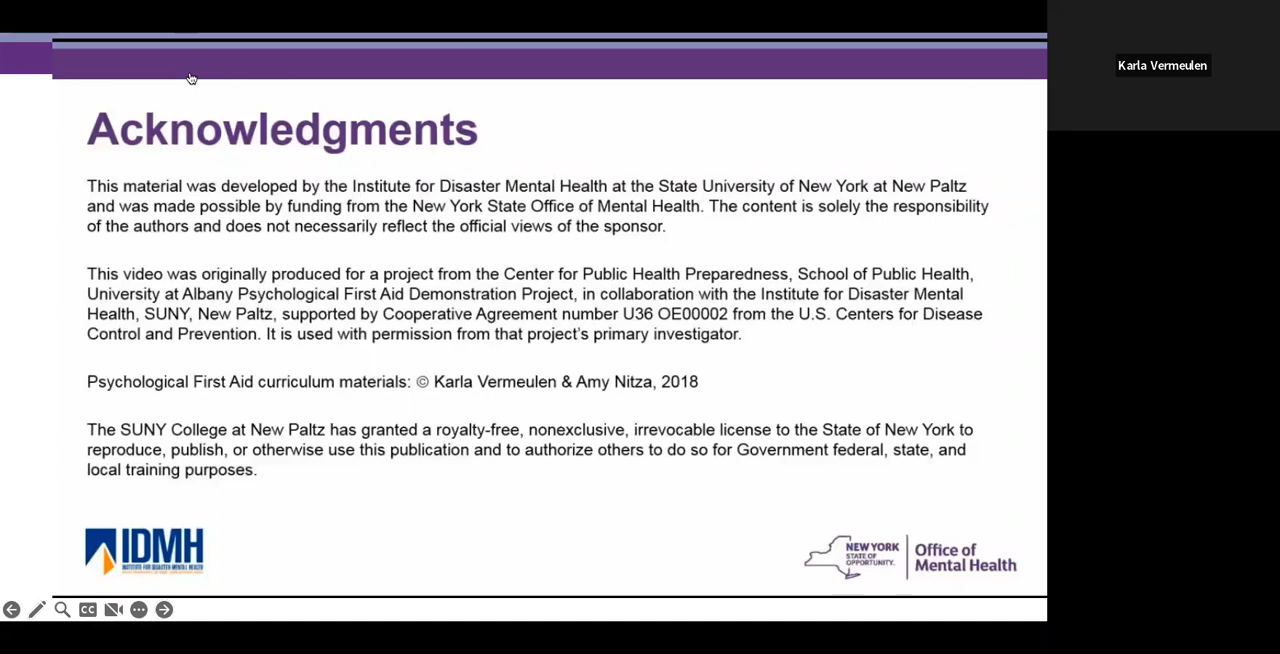 Karla Vermeulen
Acknowledgments
This material was developed by the Institute for Disaster Mental Health at the State University of New York at New Paltz
and was made possible by funding from the New York State Office of Mental Health. The content is solely the responsibility
of the authors and does not necessarily reflect the official views of the sponsor.
This video was originally produced for a project from the Center for Public Health Preparedness, School of Public Health,
University at Albany Psychological First Aid Demonstration Project, in collaboration with the Institute for Disaster Mental
Health, SUNY, New Paltz, supported by Cooperative Agreement number U36 OE00002 from the U.S. Centers for Disease
Control and Prevention. It is used with permission from that project’s primary investigator.
Psychological First Aid curriculum materials: © Karla Vermeulen & Amy Nitza, 2018
The SUNY College at New Paltz has granted a royalty-free, nonexclusive, irrevocable license to the State of New York to
reproduce, publish, or otherwise use this publication and to authorize others to do so for Government federal, state, and
local training purposes.
IDMH
INSTITUTE FOR DISASTER MENTAL HEALTH
NEW YORK
STATE OF
OPPORTUNITY.
Office of
Mental Health
CC